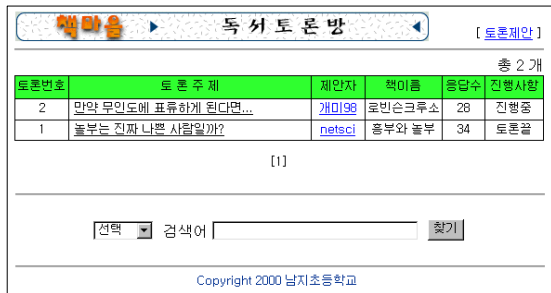 책마을 독서토론방 [ 토론제안 ]
총 2 개
토론번호 토 론 주 제 제안자 책이름 응답수 진행사항
2 만약 무인도에 표류하게 된다면... 개미98 로빈슨크루소 28 진행중
1 놀부는 진짜 나쁜 사람일까? netsci 흥부와 놀부 34 토론끝
[1]
선택 검색어 찾기
Copyright 2000 남지초등학교